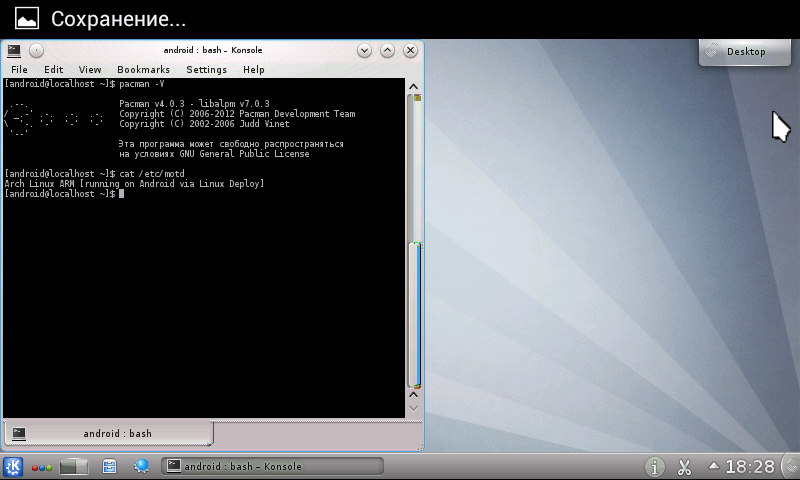 Сохранение...
android : bash – Konsole
Desktop
File Edit View Bookmarks Settings Help
[android@localhost ~]$ pacman -V
Pacman v4.0.3 - libalpm v7.0.3
Copyright (C) 2006-2012 Pacman Development Team
Copyright (C) 2002-2006 Judd Vinet
Эта программа может свободно распространяться
на условиях GNU General Public License
[android@localhost ~]$ cat /etc/motd
Arch Linux ARM [running on Android via Linux Deploy]
[android@localhost ~]$
android : bash
android : bash – Konsole
18:28